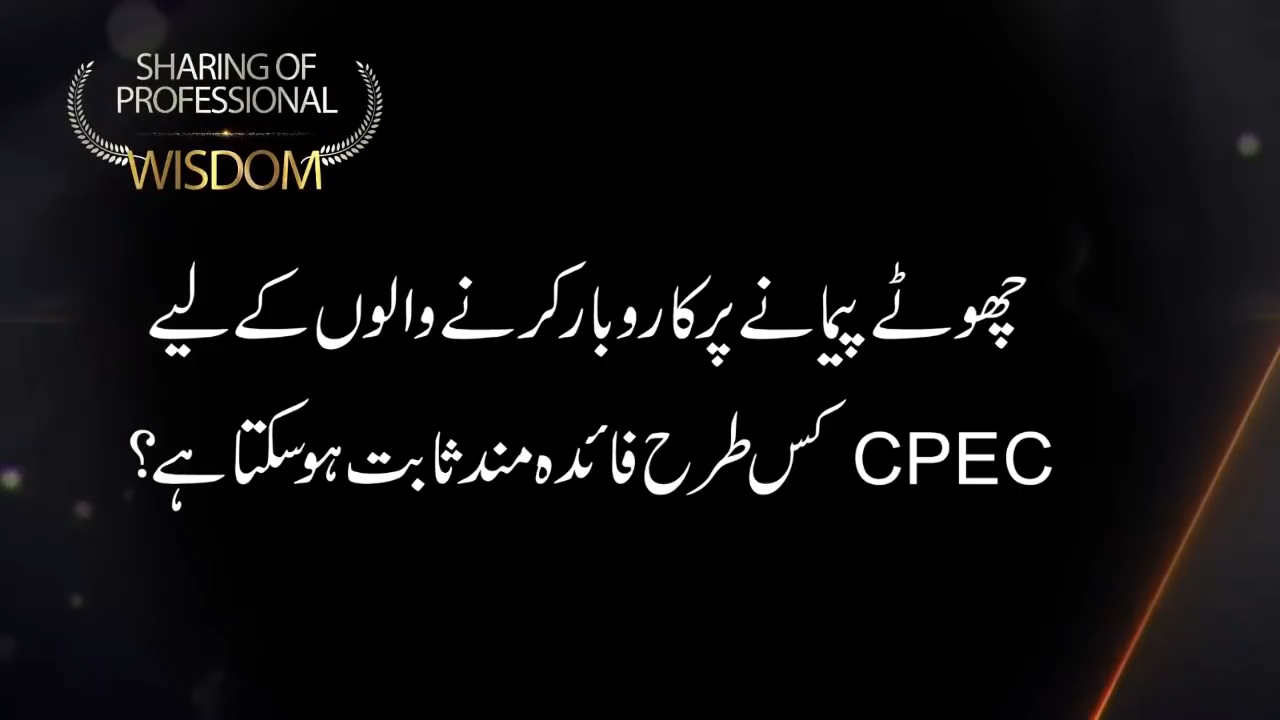 SHARING OF
PROFESSIONAL
WISDOM
چھوٹے پیمانے پر کاروبار کرنے والوں کے لیے
CPEC کس طرح فائدہ مند ثابت ہوسکتا ہے؟